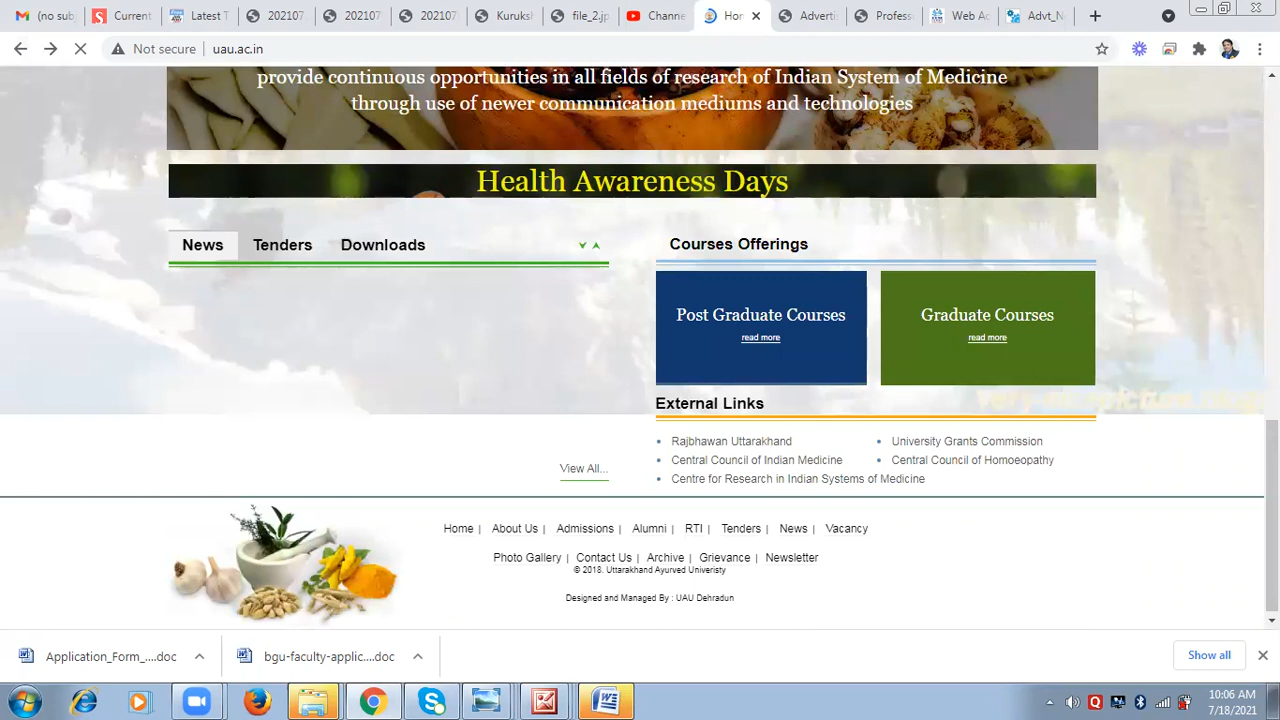 (no sub
Current
Latest T
202107
202107
202107
Kuruksh
file_2.jp
Channe
Hor
Adverti
Profess
Web Ac
Advt_N
Not secure
uau.ac.in
provide continuous opportunities in all fields of research of Indian System of Medicine
through use of newer communication mediums and technologies
Health Awareness Days
News Tenders Downloads
Courses Offerings
Post Graduate Courses
read more
Graduate Courses
read more
External Links
Rajbhawan Uttarakhand
University Grants Commission
Central Council of Indian Medicine
Central Council of Homoeopathy
Centre for Research in Indian Systems of Medicine
View All...
Home | About Us | Admissions | Alumni | RTI | Tenders | News | Vacancy
Photo Gallery | Contact Us | Archive | Grievance | Newsletter
© 2018. Uttarakhand Ayurved Univeristy
Designed and Managed By : UAU Dehradun
Application_Form_....doc
bgu-faculty-applic....doc
Show all
10:06 AM
7/18/2021